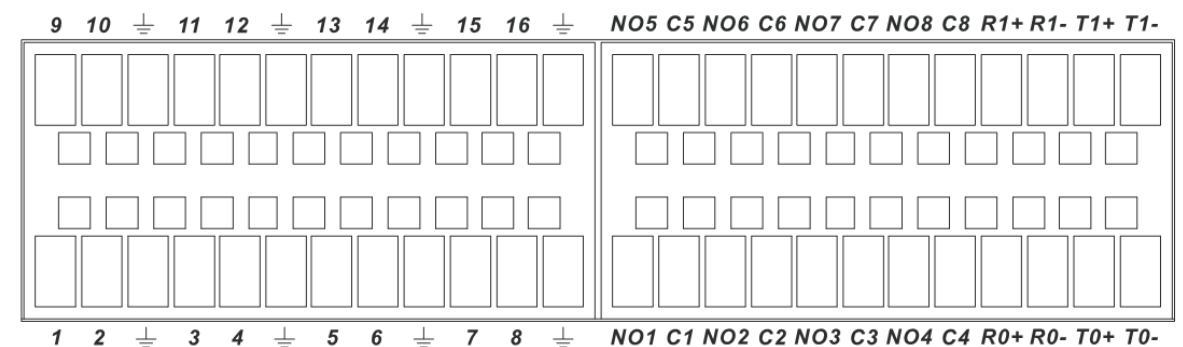 9 10 ⏚ 11 12 ⏚ 13 14 ⏚ 15 16 ⏚ NO5 C5 NO6 C6 NO7 C7 NO8 C8 R1+ R1- T1+ T1-
1 2 ⏚ 3 4 ⏚ 5 6 ⏚ 7 8 ⏚ NO1 C1 NO2 C2 NO3 C3 NO4 C4 R0+ R0- T0+ T0-